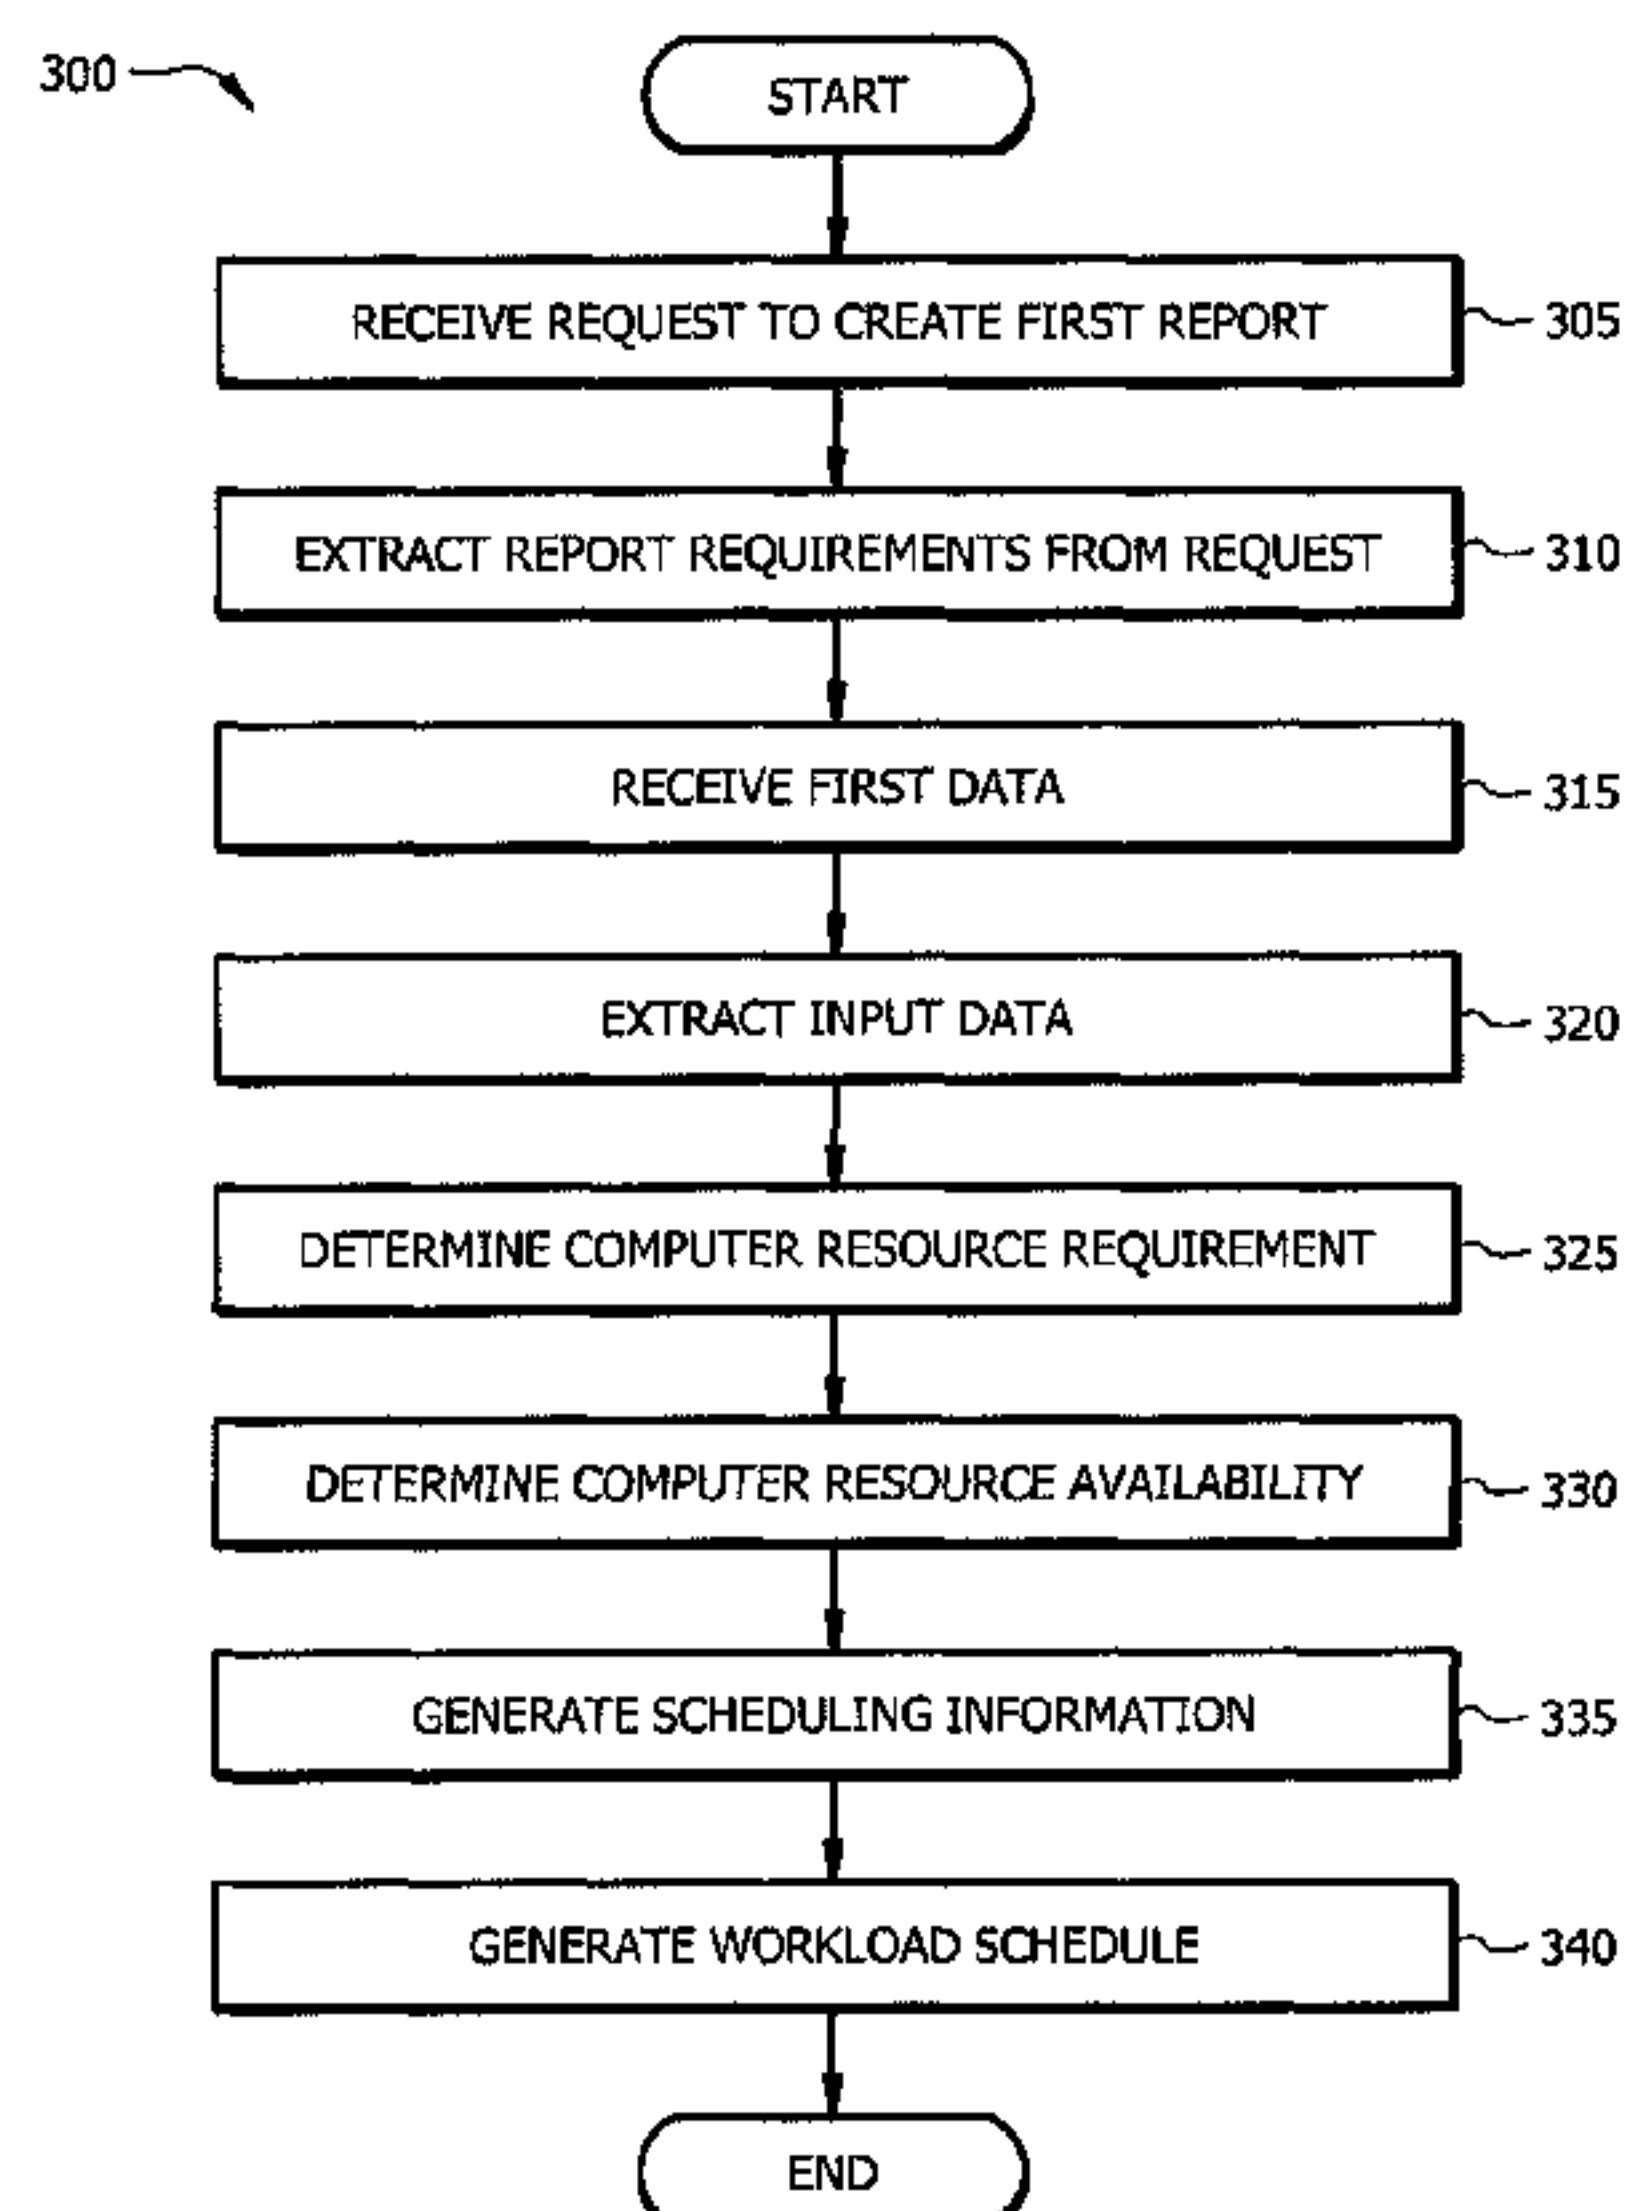 300
START
RECEIVE REQUEST TO CREATE FIRST REPORT
305
EXTRACT REPORT REQUIREMENTS FROM REQUEST
310
RECEIVE FIRST DATA
315
EXTRACT INPUT DATA
320
DETERMINE COMPUTER RESOURCE REQUIREMENT
325
DETERMINE COMPUTER RESOURCE AVAILABILITY
330
GENERATE SCHEDULING INFORMATION
335
GENERATE WORKLOAD SCHEDULE
340
END